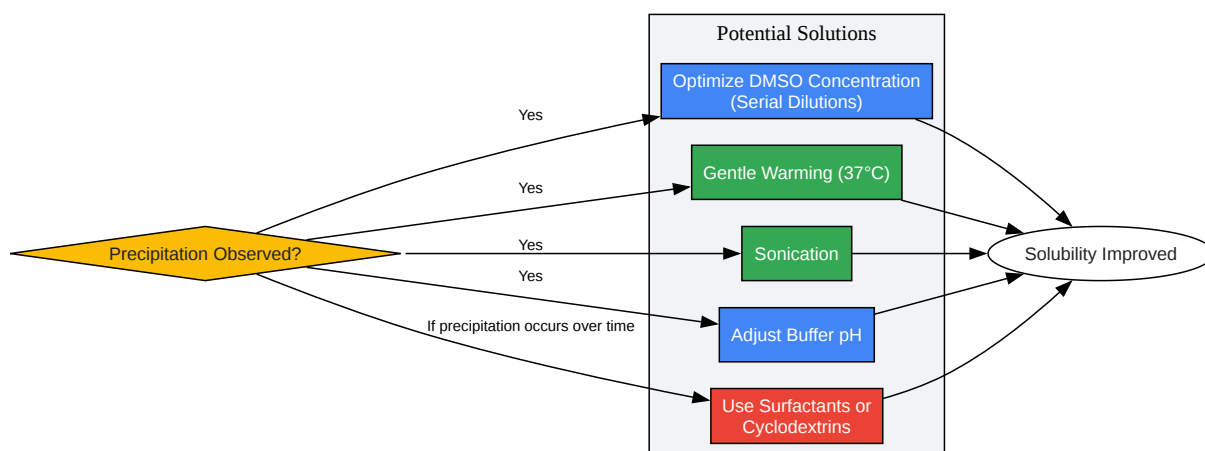 Potential Solutions
Optimize DMSO Concentration
(Serial Dilutions)
Yes
Gentle Warming (37°C)
Yes
Precipitation Observed?
Yes
Sonication
Solubility Improved
Yes
If precipitation occurs over time
Adjust Buffer pH
Use Surfactants or
Cyclodextrins